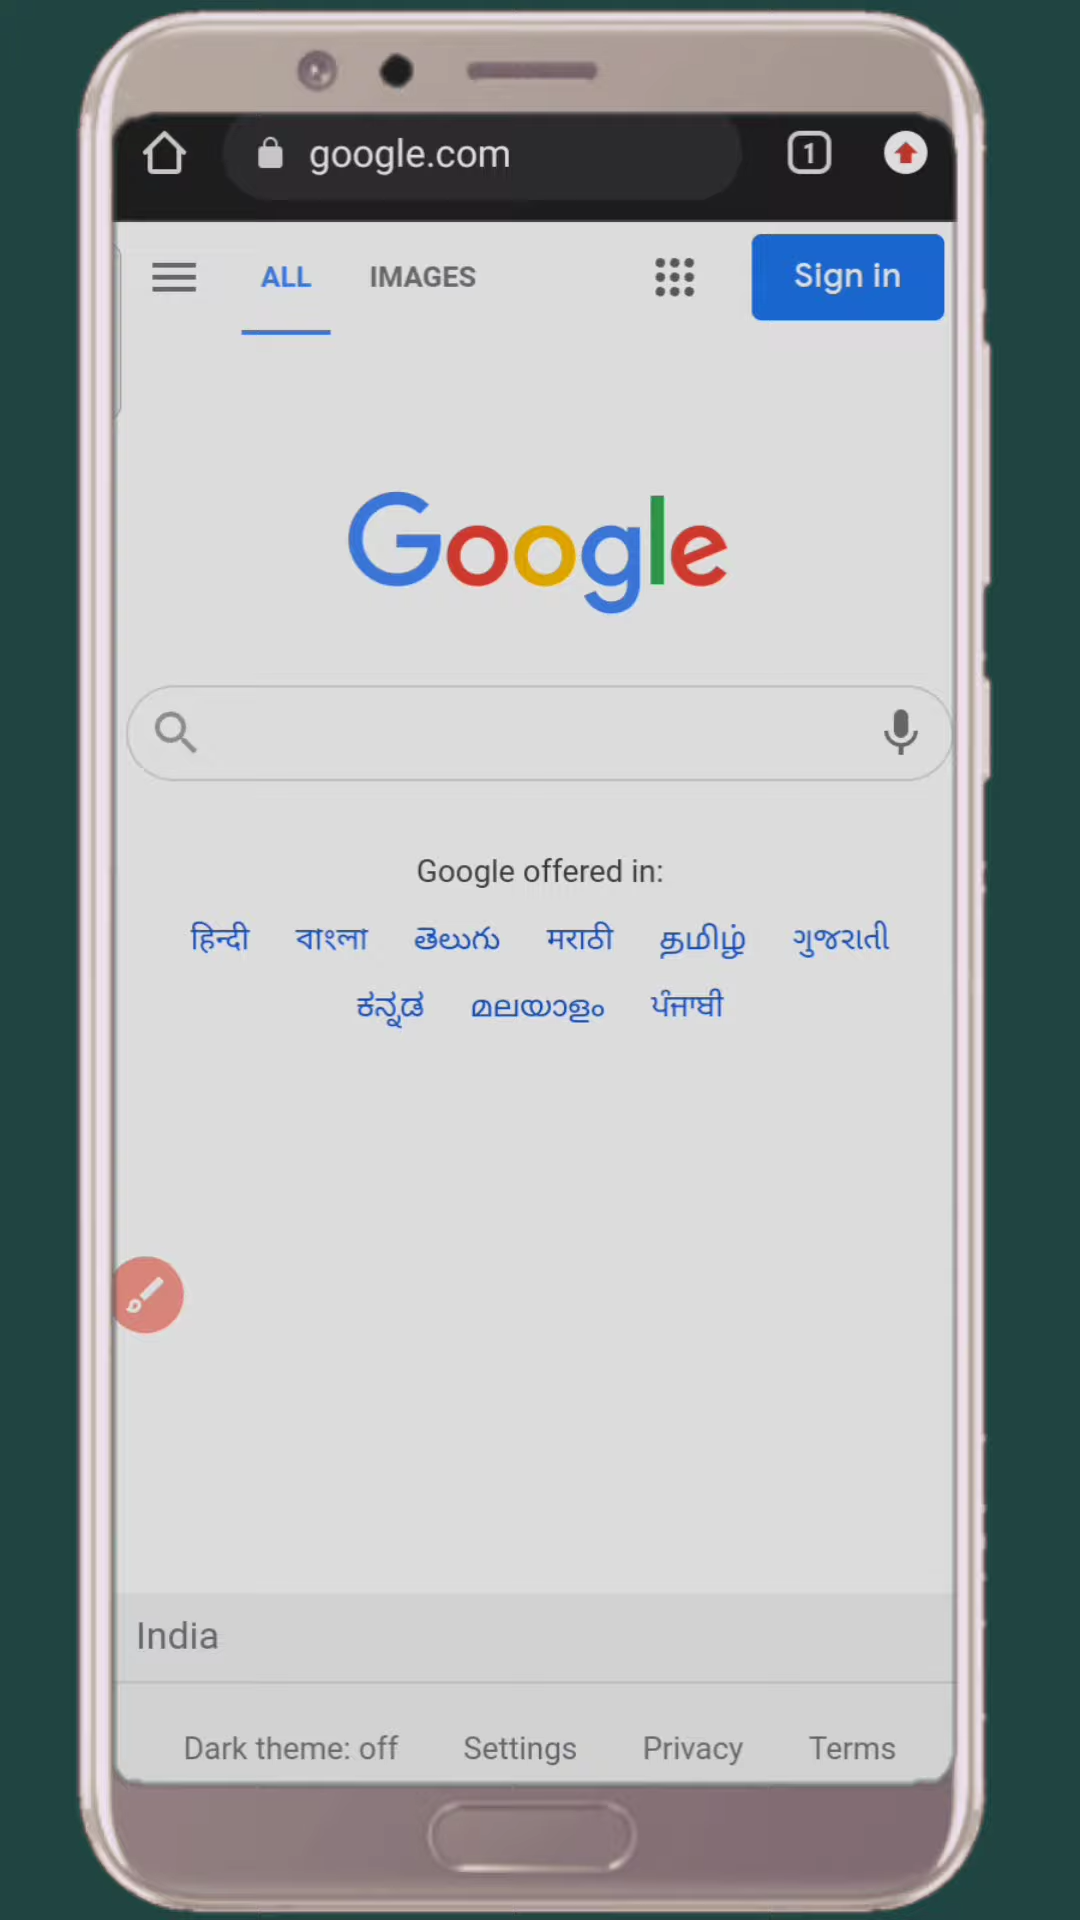 google.com 1
ALL IMAGES Sign in
Google
Google offered in:
हिन्दी বাংলা తెలుగు मराठी தமிழ் ગુજરાતી
ಕನ್ನಡ മലയാളം ਪੰਜਾਬੀ
India
Dark theme: off Settings Privacy Terms